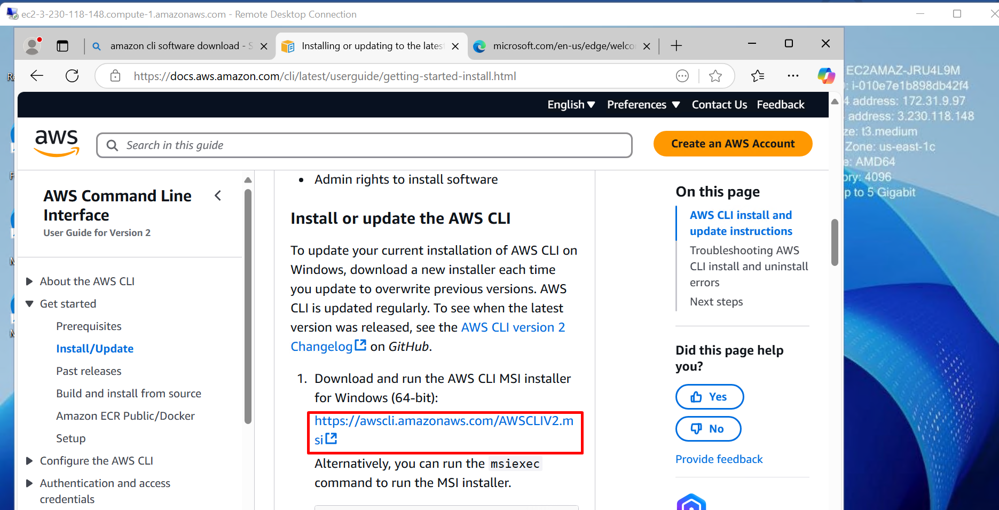 ec2-3-230-118-148.compute-1.amazonaws.com - Remote Desktop Connection
amazon cli software download - S
Installing or updating to the latest
microsoft.com/en-us/edge/welco
https://docs.aws.amazon.com/cli/latest/userguide/getting-started-install.html
EC2AMAZ-JRU4L9M
: i-010e7e1b898db42f4
4 address: 172.31.9.97
address: 3.230.118.148
ze: t3.medium
Zone: us-east-1c
e: AMD64
ory: 4096
p to 5 Gigabit
English Preferences Contact Us Feedback
aws
Search in this guide
Create an AWS Account
AWS Command Line
Interface
User Guide for Version 2
About the AWS CLI
Get started
Prerequisites
Install/Update
Past releases
Build and install from source
Amazon ECR Public/Docker
Setup
Configure the AWS CLI
Authentication and access
credentials
• Admin rights to install software
Install or update the AWS CLI
To update your current installation of AWS CLI on
Windows, download a new installer each time
you update to overwrite previous versions. AWS
CLI is updated regularly. To see when the latest
version was released, see the AWS CLI version 2
Changelog on GitHub.
1. Download and run the AWS CLI MSI installer
for Windows (64-bit):
https://awscli.amazonaws.com/AWSCLIV2.m
si
Alternatively, you can run the msiexec
command to run the MSI installer.
On this page
AWS CLI install and
update instructions
Troubleshooting AWS
CLI install and uninstall
errors
Next steps
Did this page help
you?
Yes
No
Provide feedback